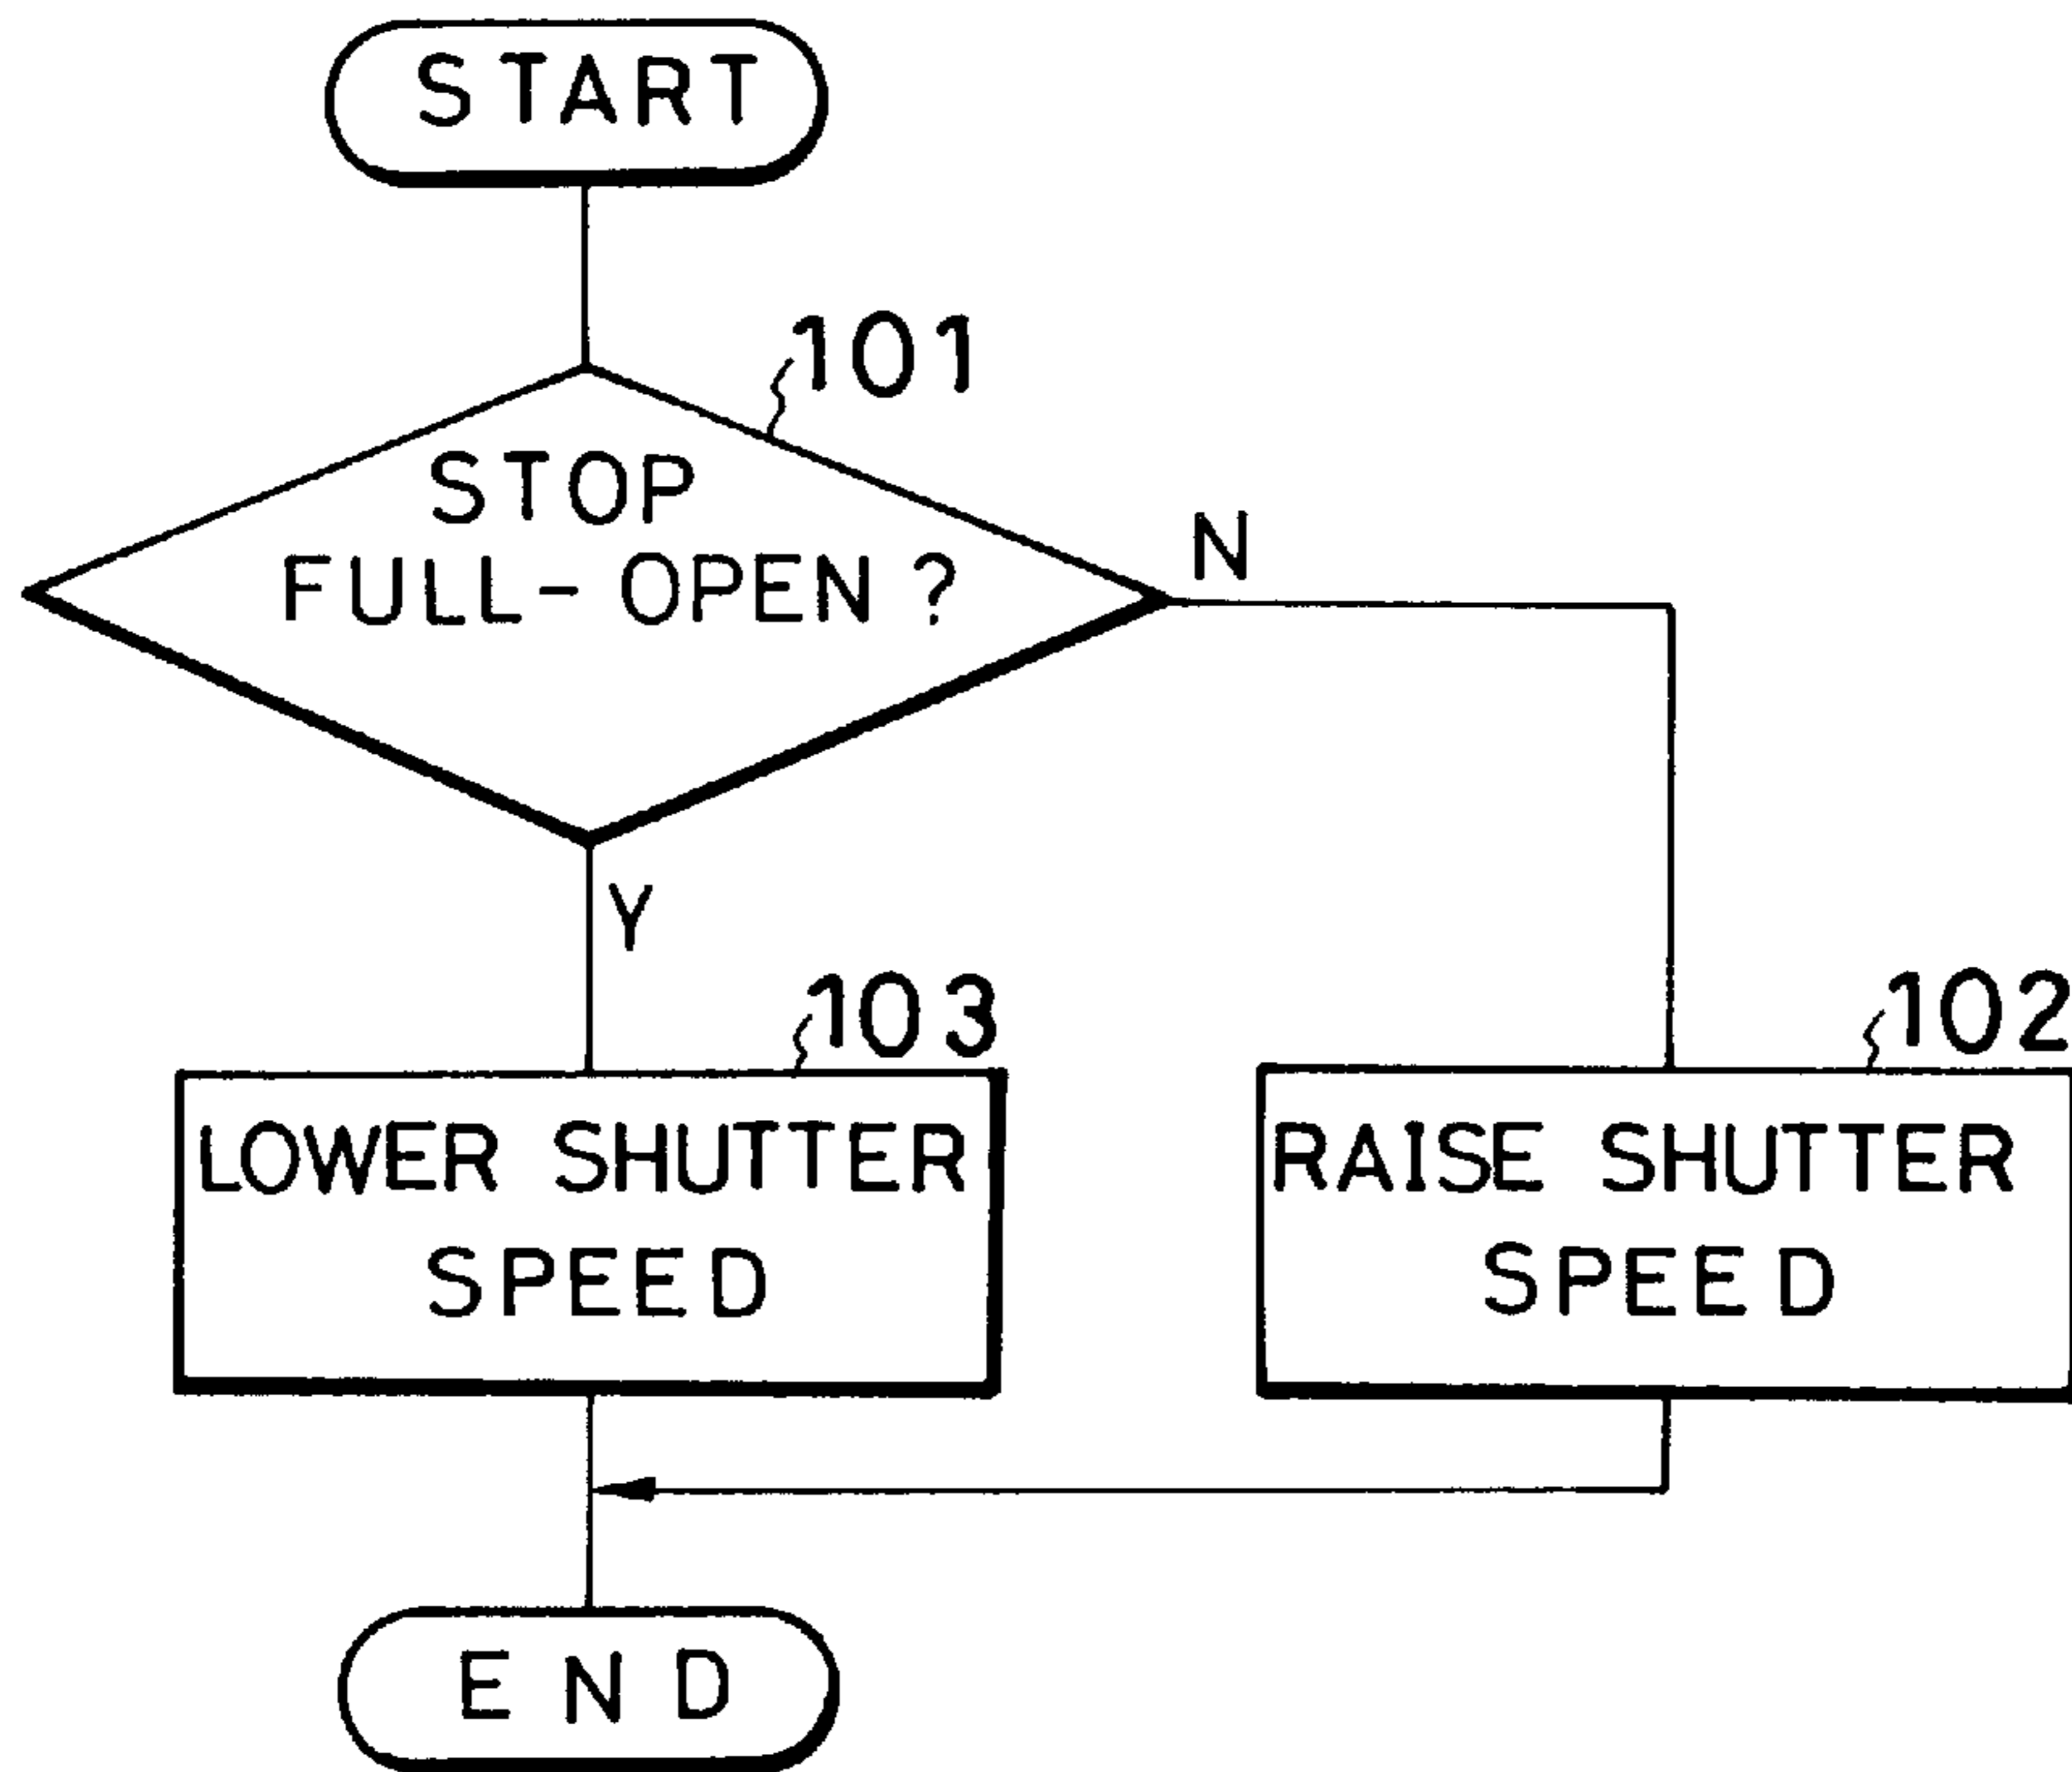 START
101
STOP
FULL-OPEN?
N
Y
103
LOWER SHUTTER
SPEED
102
RAISE SHUTTER
SPEED
END